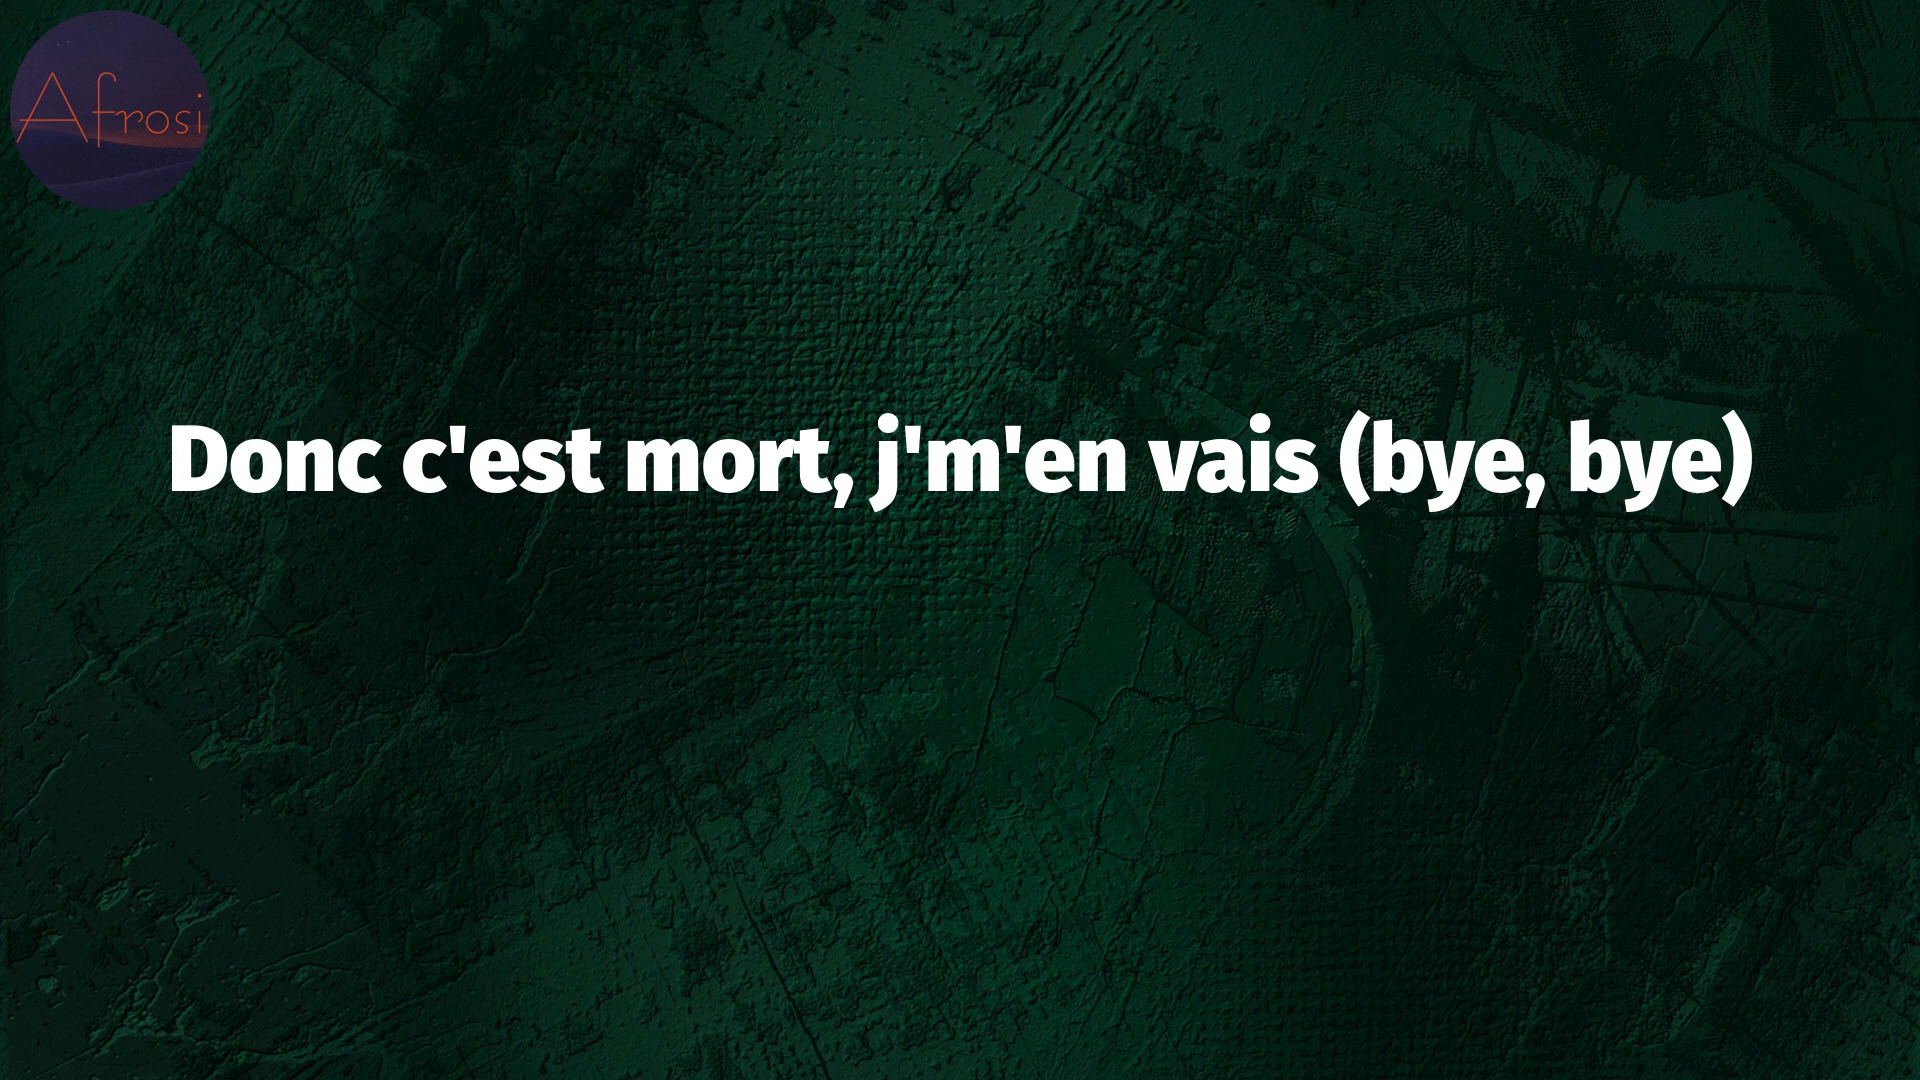 Afrosi
Donc c'est mort, j'm'en vais (bye, bye)